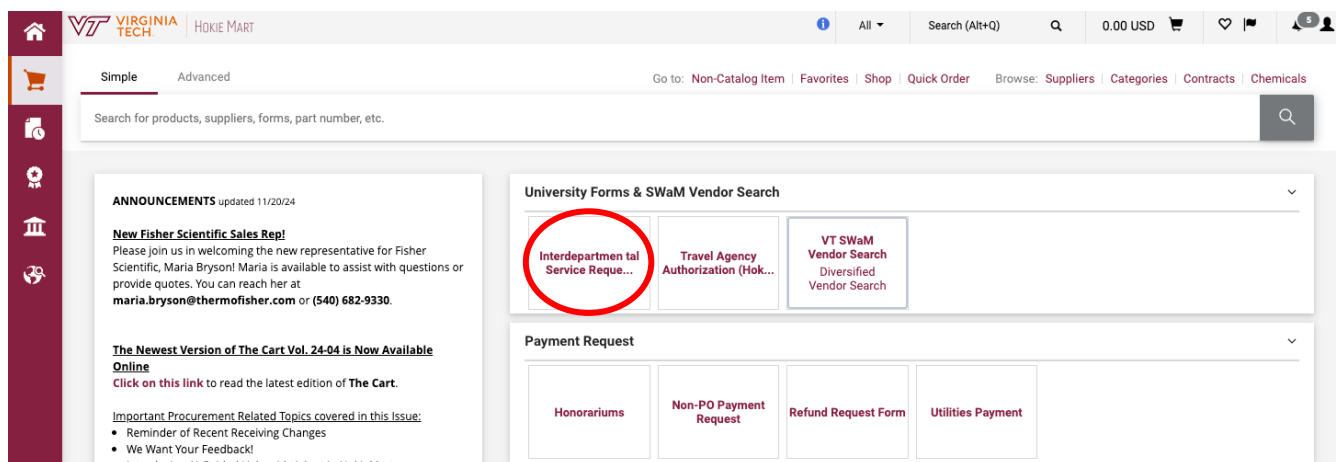 VIRGINIA TECH. HOKIE MART
All Search (Alt+Q) 0.00 USD 5
Simple Advanced
Go to: Non-Catalog Item | Favorites | Shop | Quick Order Browse: Suppliers | Categories | Contracts | Chemicals
Search for products, suppliers, forms, part number, etc.
ANNOUNCEMENTS updated 11/20/24
New Fisher Scientific Sales Rep!
Please join us in welcoming the new representative for Fisher
Scientific, Maria Bryson! Maria is available to assist with questions or
provide quotes. You can reach her at
maria.bryson@thermofisher.com or (540) 682-9330.
The Newest Version of The Cart Vol. 24-04 is Now Available
Online
Click on this link to read the latest edition of The Cart.
Important Procurement Related Topics covered in this Issue:
• Reminder of Recent Receiving Changes
• We Want Your Feedback!
University Forms & SWaM Vendor Search
Interdepartmen tal
Service Reque...
Travel Agency
Authorization (Hok...
VT SWaM
Vendor Search
Diversified
Vendor Search
Payment Request
Honorariums
Non-PO Payment
Request
Refund Request Form
Utilities Payment